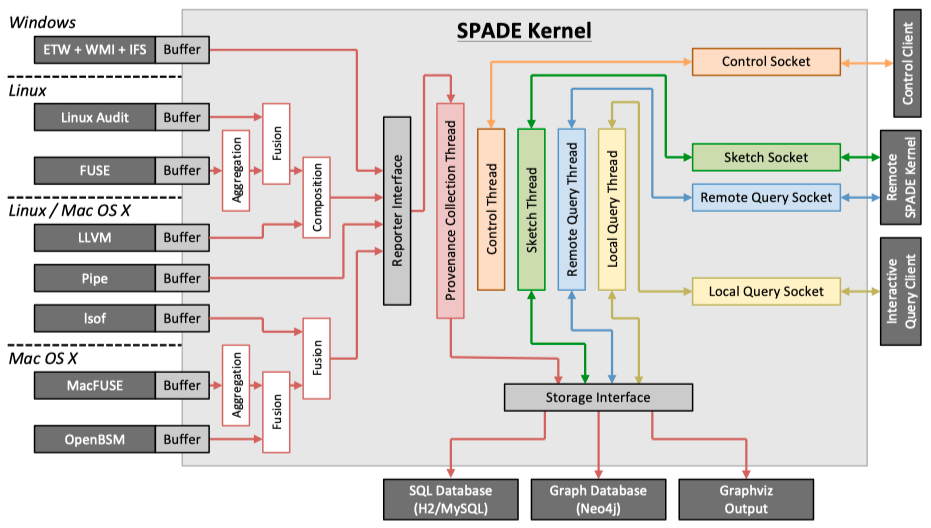 SPADE Kernel
Windows
ETW + WMI + IFS
Buffer
Linux
Linux Audit
Buffer
FUSE
Buffer
Aggregation
Fusion
Composition
Linux / Mac OS X
LLVM
Buffer
Pipe
Buffer
lsof
Buffer
Fusion
Mac OS X
MacFUSE
Buffer
Aggregation
Fusion
OpenBSM
Buffer
Reporter Interface
Provenance Collection Thread
Control Thread
Sketch Thread
Remote Query Thread
Local Query Thread
Control Socket
Sketch Socket
Remote Query Socket
Local Query Socket
Control Client
Remote
SPADE Kernel
Interactive
Query Client
Storage Interface
SQL Database
(H2/MySQL)
Graph Database
(Neo4j)
Graphviz
Output